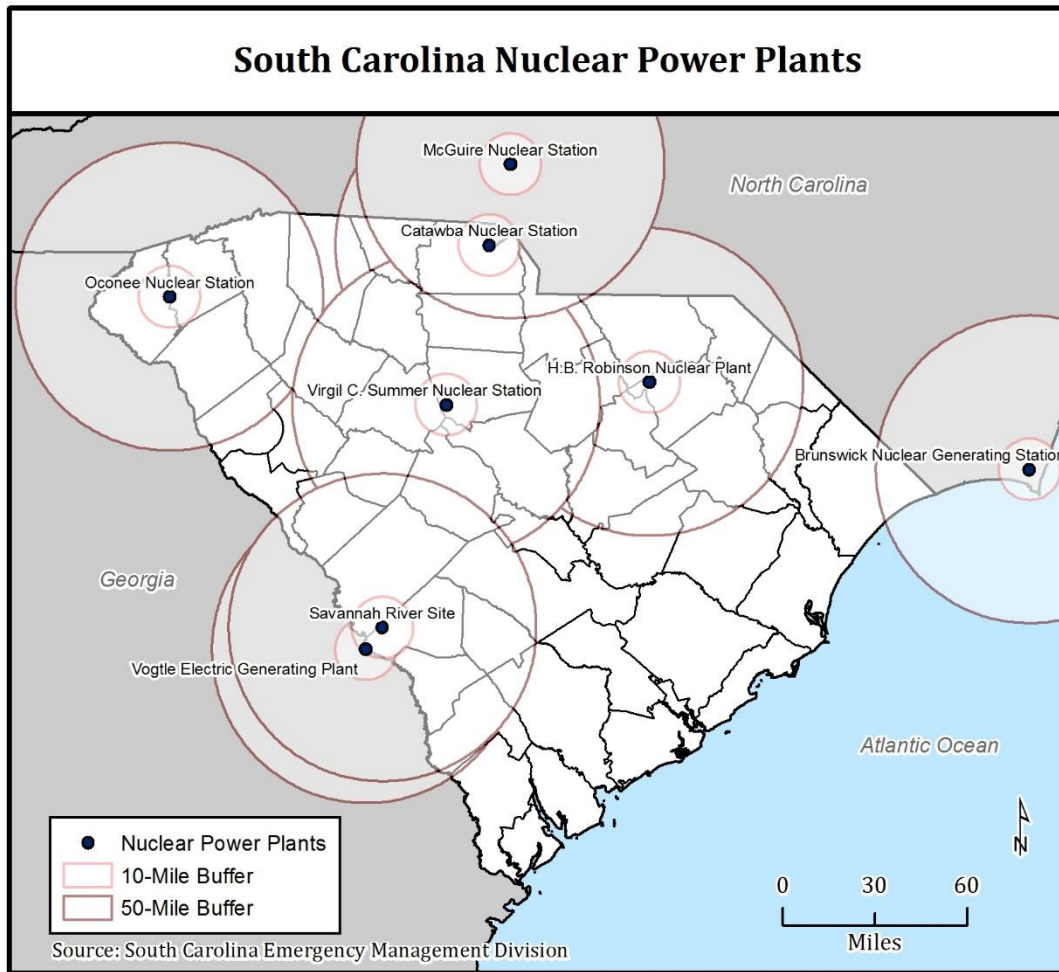 South Carolina Nuclear Power Plants
McGuire Nuclear Station
North Carolina
Catawba Nuclear Station
Oconee Nuclear Station
H.B. Robinson Nuclear Plant
Virgil C. Summer Nuclear Station
Brunswick Nuclear Generating Station
Georgia
Savannah River Site
Vogtle Electric Generating Plant
Atlantic Ocean
N
Nuclear Power Plants
10-Mile Buffer
50-Mile Buffer
0 30 60
Miles
Source: South Carolina Emergency Management Division